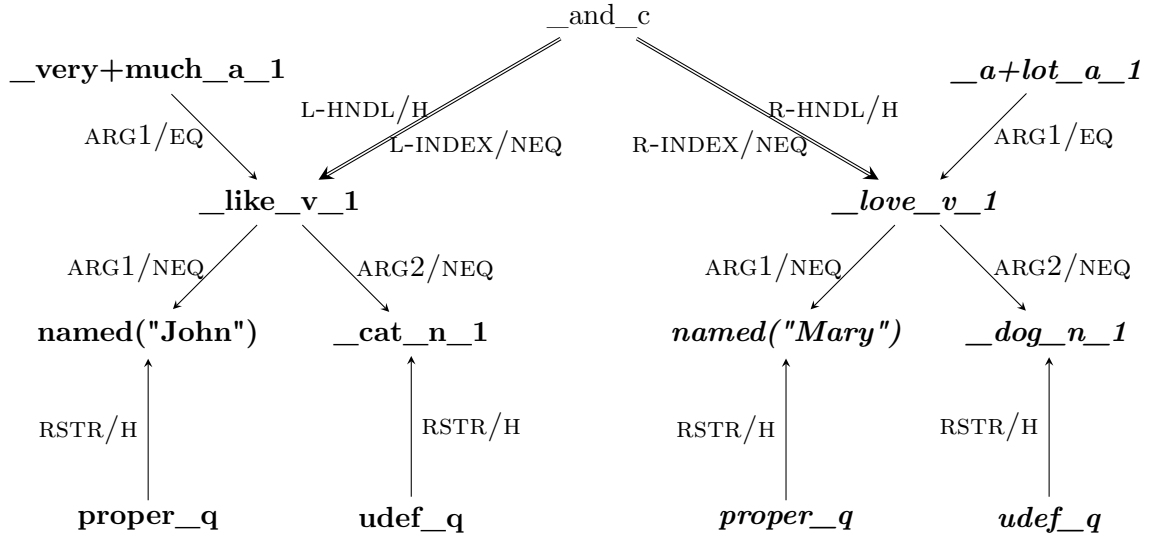 _and_c
_very+much_a_1
_a+lot_a_1
L-HNDL/H
R-HNDL/H
ARG1/EQ
L-INDEX/NEQ
R-INDEX/NEQ
ARG1/EQ
_like_v_1
_love_v_1
ARG1/NEQ
ARG2/NEQ
ARG1/NEQ
ARG2/NEQ
named("John")
_cat_n_1
named("Mary")
_dog_n_1
RSTR/H
RSTR/H
RSTR/H
RSTR/H
proper_q
udef_q
proper_q
udef_q